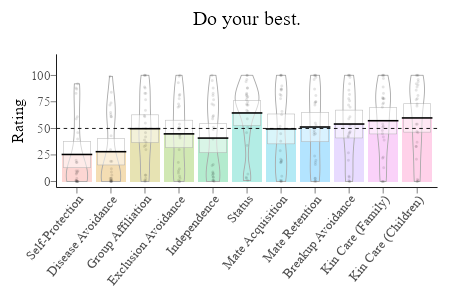 Do your best.
Rating
100
75
50
25
0
Self-Protection
Disease Avoidance
Group Affiliation
Exclusion Avoidance
Independence
Status
Mate Acquisition
Mate Retention
Breakup Avoidance
Kin Care (Family)
Kin Care (Children)